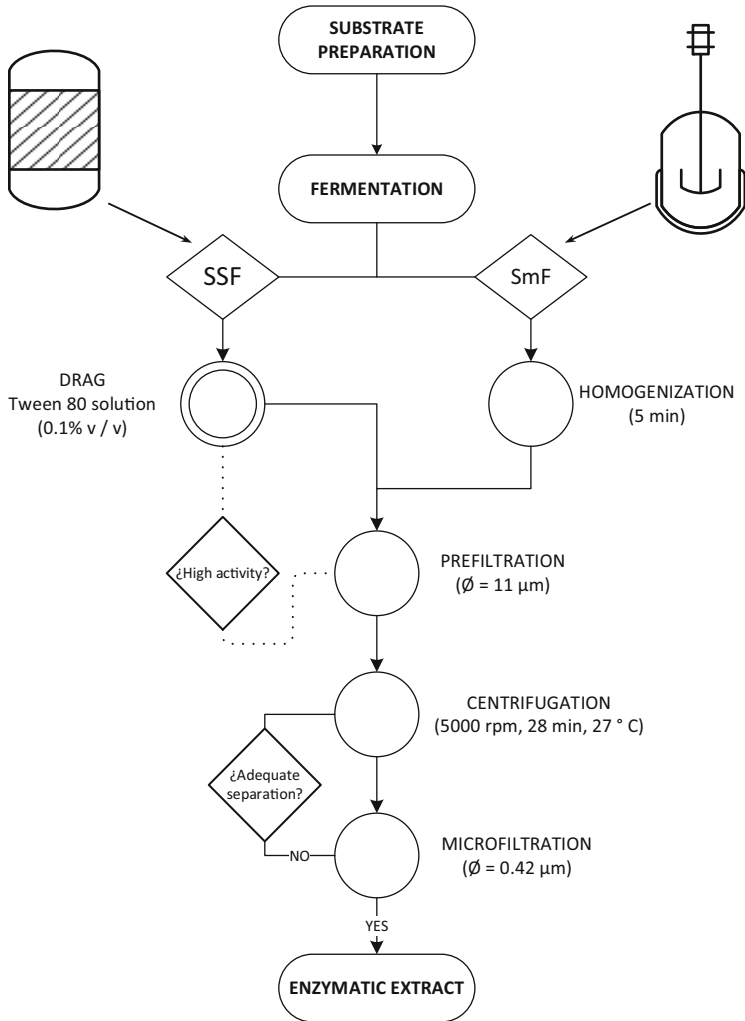 SUBSTRATE
PREPARATION
FERMENTATION
SSF
SmF
DRAG
Tween 80 solution
(0.1% v / v)
HOMOGENIZATION
(5 min)
¿High activity?
PREFILTRATION
(Ø = 11 µm)
CENTRIFUGATION
(5000 rpm, 28 min, 27 ° C)
¿Adequate
separation?
NO
MICROFILTRATION
(Ø = 0.42 µm)
YES
ENZYMATIC EXTRACT